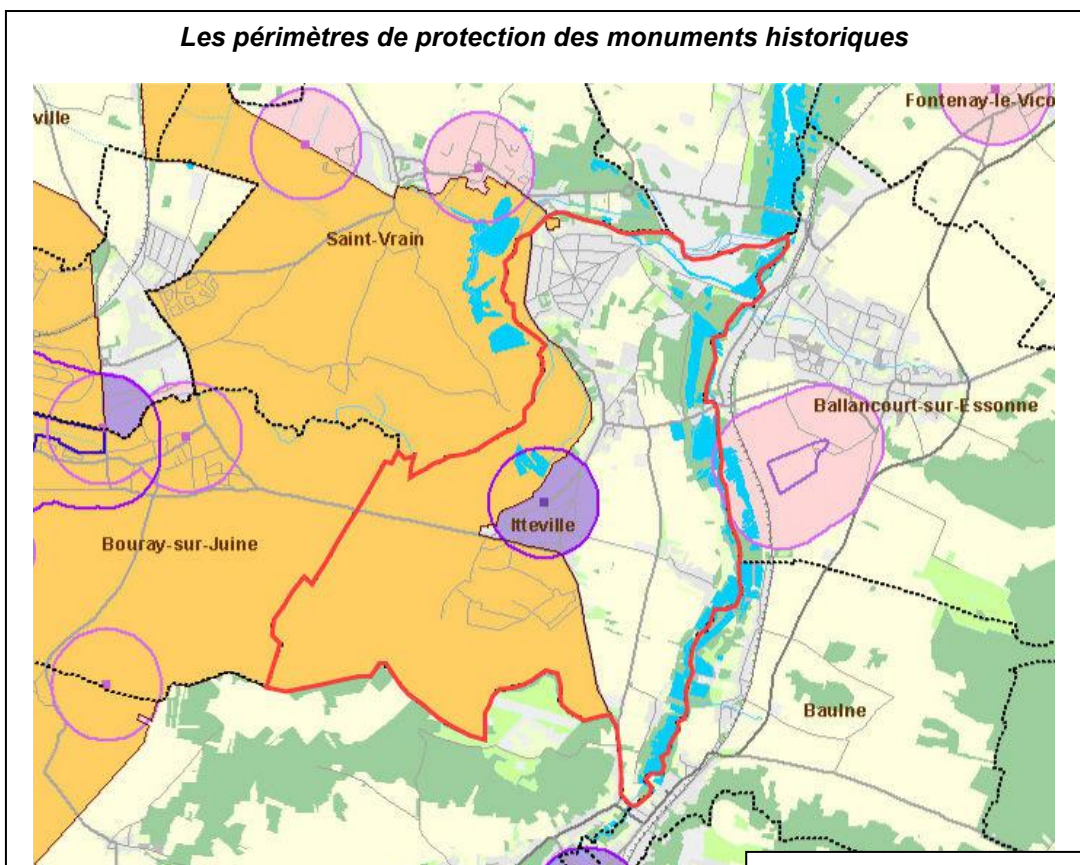 Les périmètres de protection des monuments historiques
Fontenay-le-Vico
ville
Saint-Vrain
Ballancourt-sur-Essonne
Itteville
Bouray-sur-Juine
Baulne